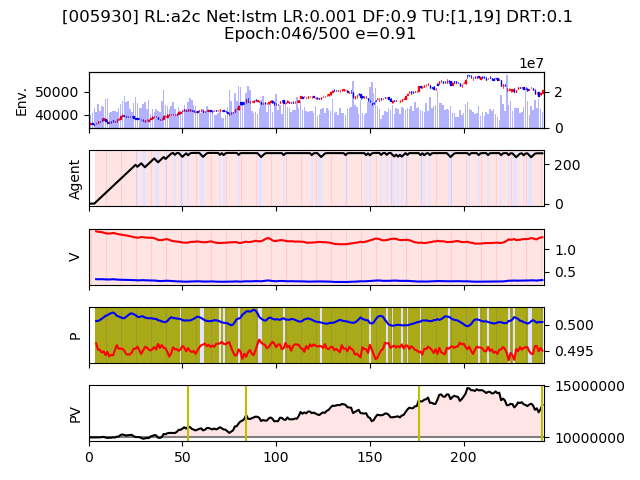 [005930] RL:a2c Net:lstm LR:0.001 DF:0.9 TU:[1,19] DRT:0.1
Epoch:046/500 e=0.91
1e7
Env.
50000
40000
2
0
Agent
200
0
V
1.0
0.5
P
0.500
0.495
PV
15000000
10000000
0 50 100 150 200